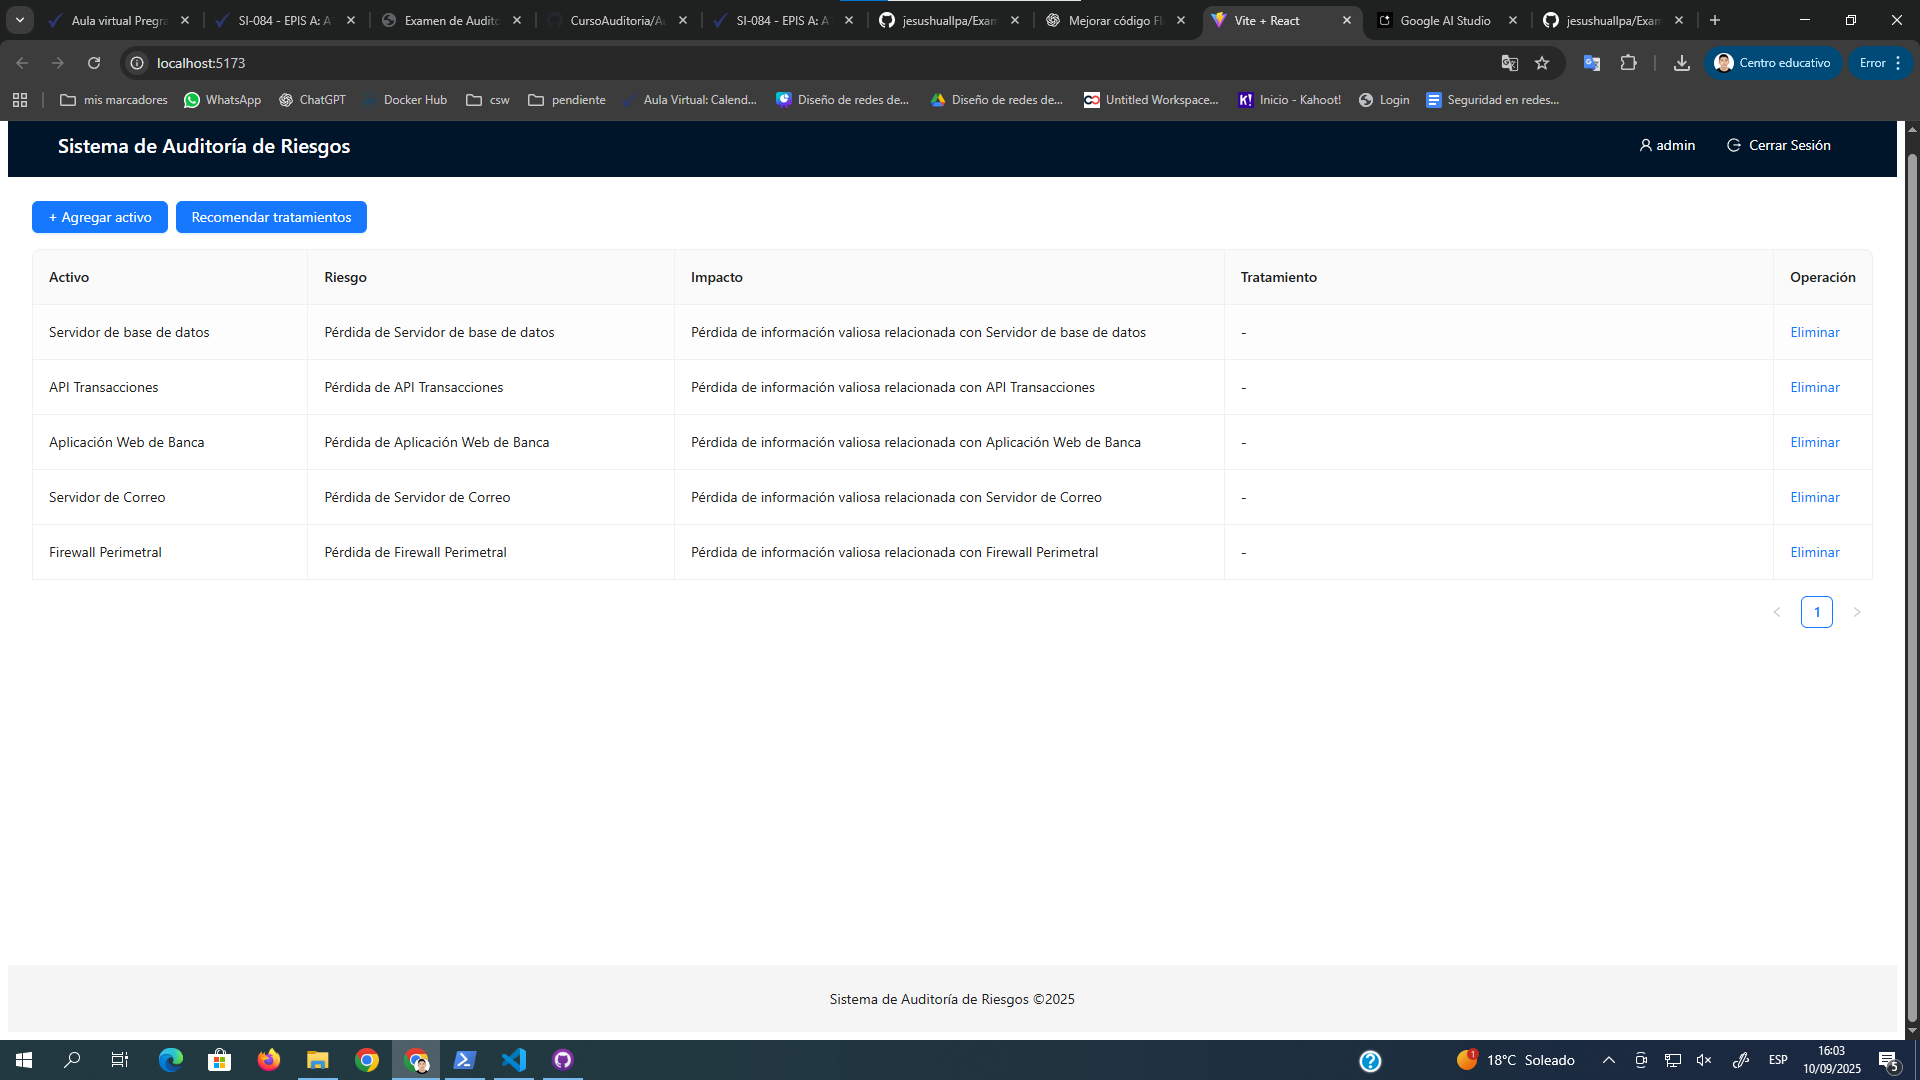 Aula virtual Pregra
SI-084 - EPIS A: A
Examen de Audito
CursoAuditoria/Au
SI-084 - EPIS A: A
jesushuallpa/Exam
Mejorar código Fl
Vite + React
Google AI Studio
jesushuallpa/Exam
localhost:5173
Centro educativo
Error
mis marcadores
WhatsApp
ChatGPT
Docker Hub
csw
pendiente
Aula Virtual: Calend...
Diseño de redes de...
Diseño de redes de...
Untitled Workspace...
Inicio - Kahoot!
Login
Seguridad en redes...
Sistema de Auditoría de Riesgos
admin
Cerrar Sesión
+ Agregar activo
Recomendar tratamientos
Activo Riesgo Impacto Tratamiento Operación
Servidor de base de datos Pérdida de Servidor de base de datos Pérdida de información valiosa relacionada con Servidor de base de datos - Eliminar
API Transacciones Pérdida de API Transacciones Pérdida de información valiosa relacionada con API Transacciones - Eliminar
Aplicación Web de Banca Pérdida de Aplicación Web de Banca Pérdida de información valiosa relacionada con Aplicación Web de Banca - Eliminar
Servidor de Correo Pérdida de Servidor de Correo Pérdida de información valiosa relacionada con Servidor de Correo - Eliminar
Firewall Perimetral Pérdida de Firewall Perimetral Pérdida de información valiosa relacionada con Firewall Perimetral - Eliminar
1
Sistema de Auditoría de Riesgos ©2025
1
18°C Soleado
ESP
16:03
10/09/2025
5